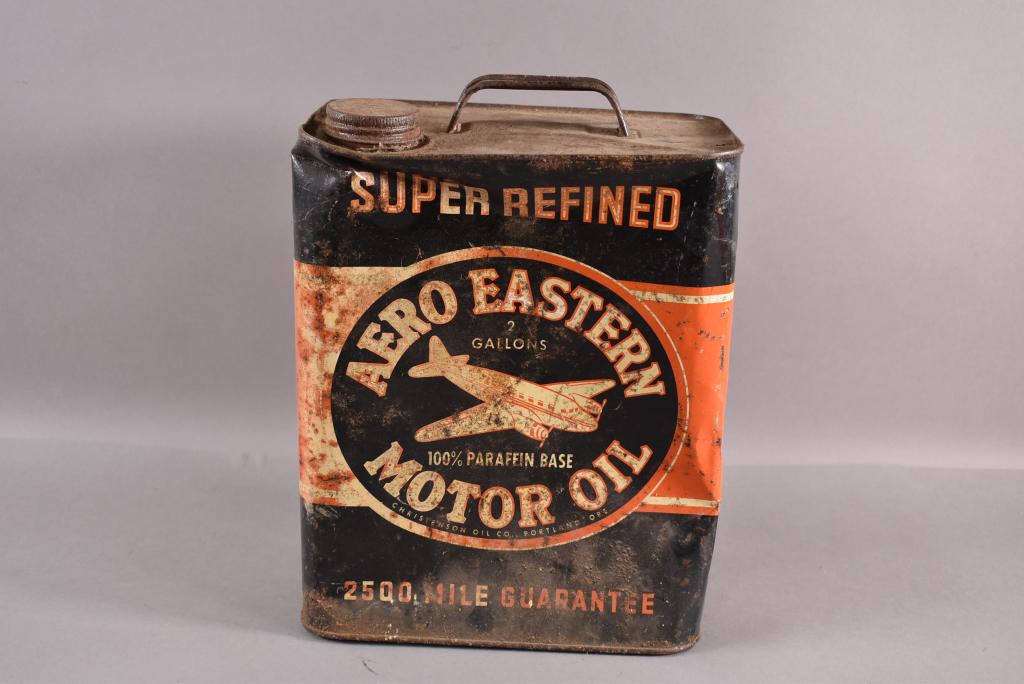 SUPER REFINED
AERO EASTERN
2
GALLONS
100% PARAFFIN BASE
MOTOR OIL
CHRISTENSON OIL CO., PORTLAND, ORE
2500 MILE GUARANTEE